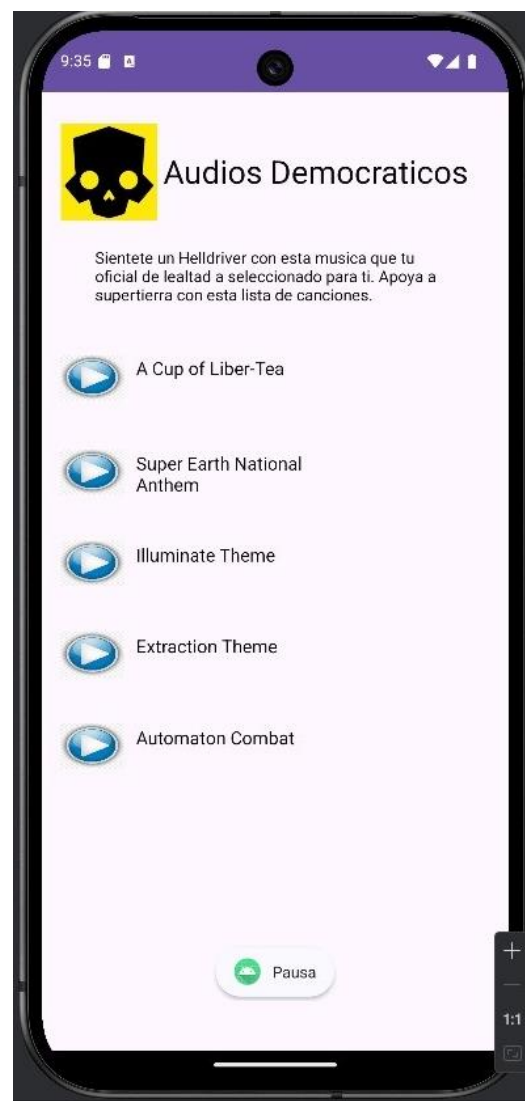 9:35
Audios Democraticos
Sientete un Helldriver con esta musica que tu
oficial de lealtad a seleccionado para ti. Apoya a
supertierra con esta lista de canciones.
A Cup of Liber-Tea
Super Earth National
Anthem
Illuminate Theme
Extraction Theme
Automaton Combat
Pausa
1:1